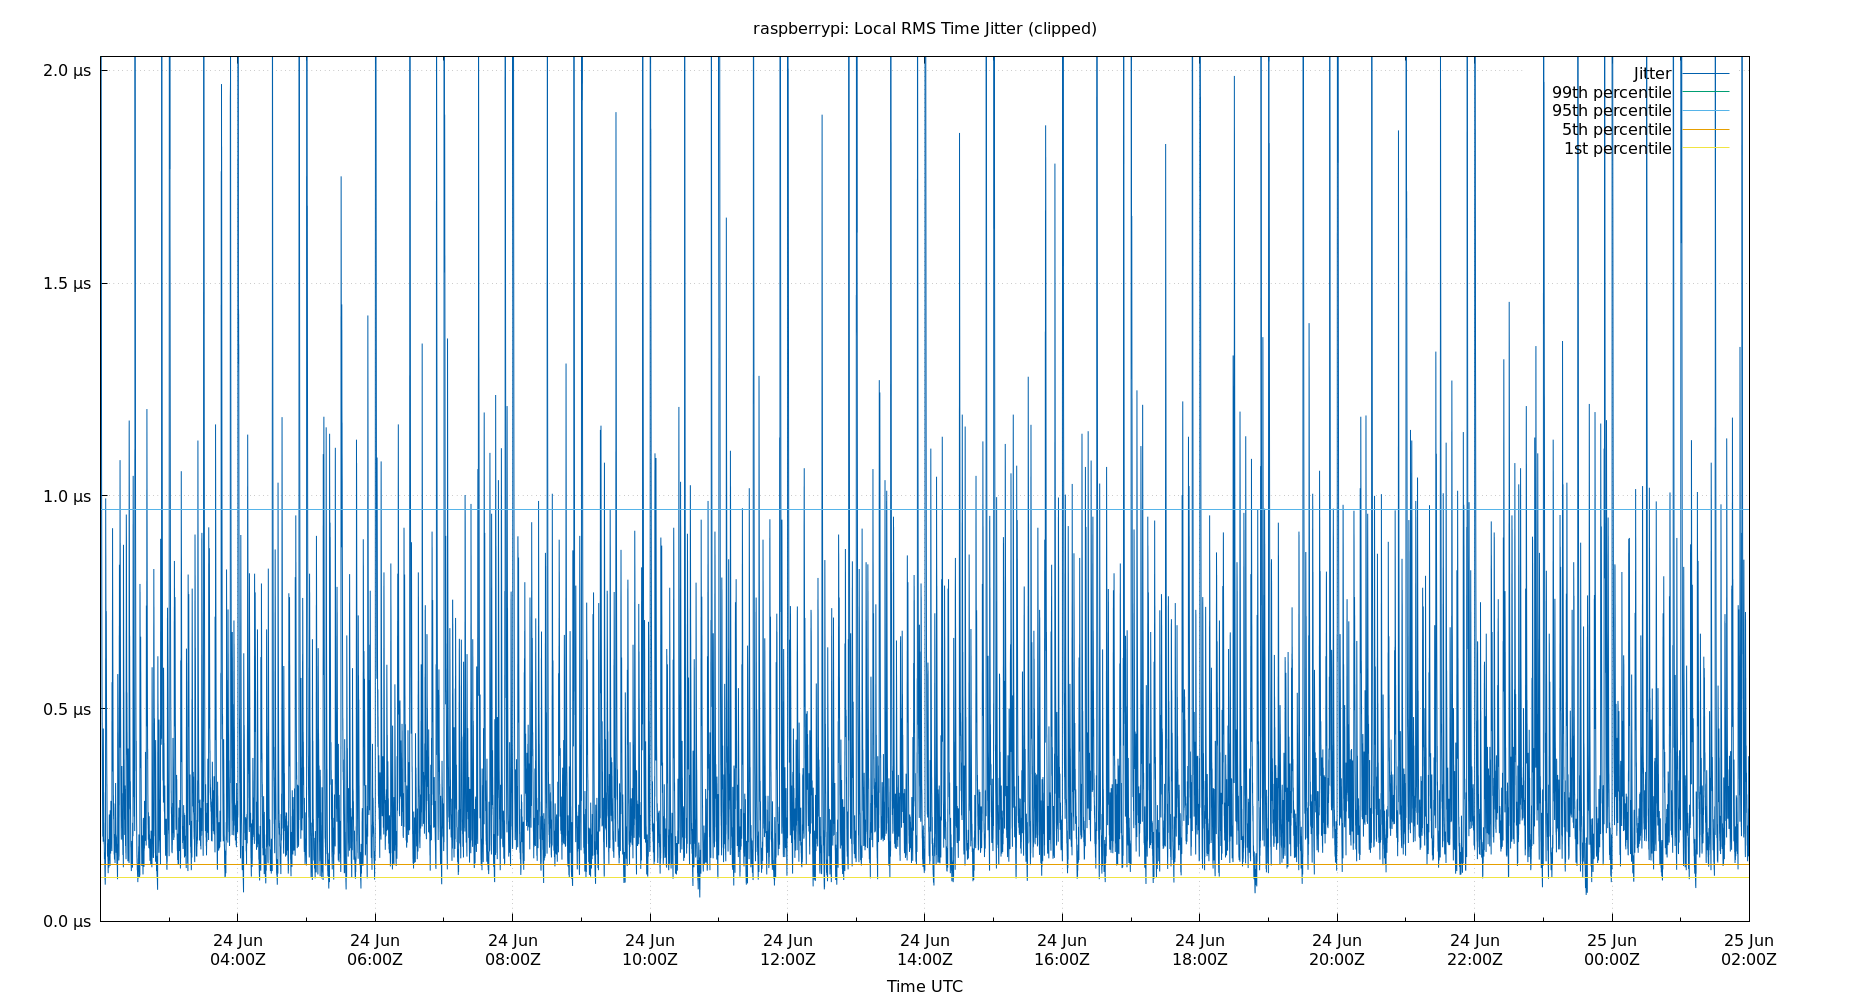 raspberrypi: Local RMS Time Jitter (clipped)
2.0 µs
1.5 µs
1.0 µs
0.5 µs
0.0 µs
Jitter
99th percentile
95th percentile
5th percentile
1st percentile
24 Jun 24 Jun 24 Jun 24 Jun 24 Jun 24 Jun 24 Jun 24 Jun 24 Jun 24 Jun 25 Jun 25 Jun
04:00Z 06:00Z 08:00Z 10:00Z 12:00Z 14:00Z 16:00Z 18:00Z 20:00Z 22:00Z 00:00Z 02:00Z
Time UTC